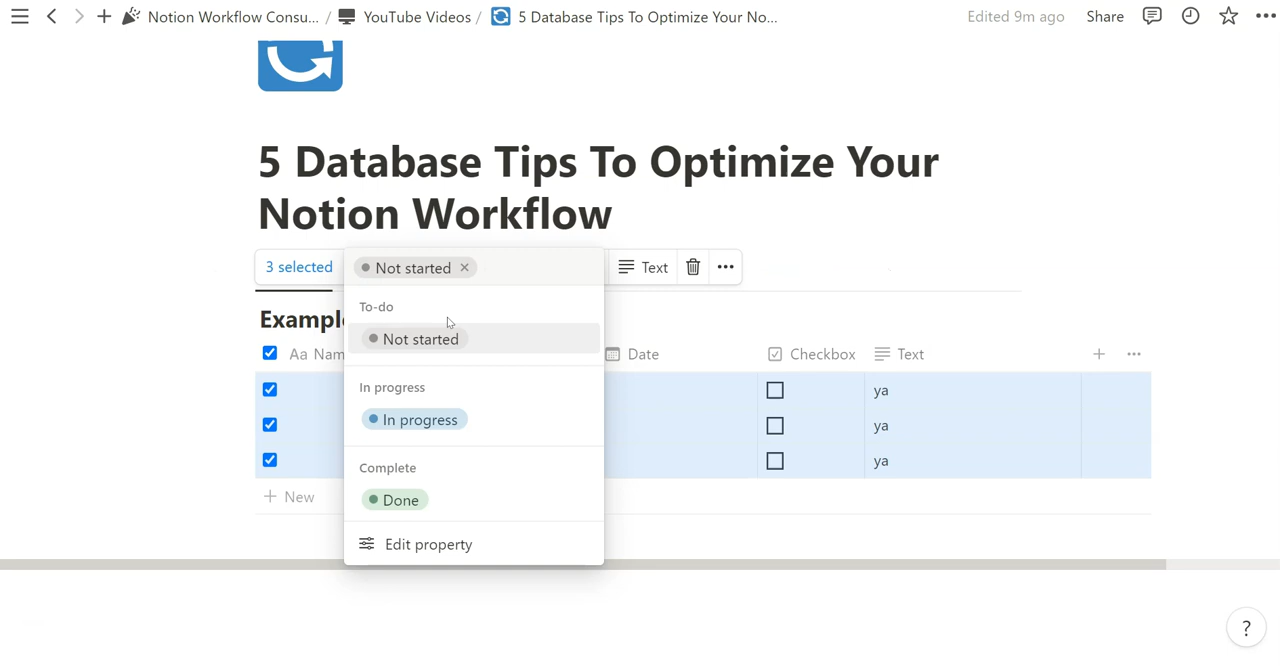 Notion Workflow Consu... / YouTube Videos / 5 Database Tips To Optimize Your No... Edited 9m ago Share
5 Database Tips To Optimize Your
Notion Workflow
3 selected Not started × Text
To-do
Exampl
Not started
Aa Nam Date Checkbox Text
In progress
ya
In progress
ya
ya
Complete
+ New
Done
Edit property
?